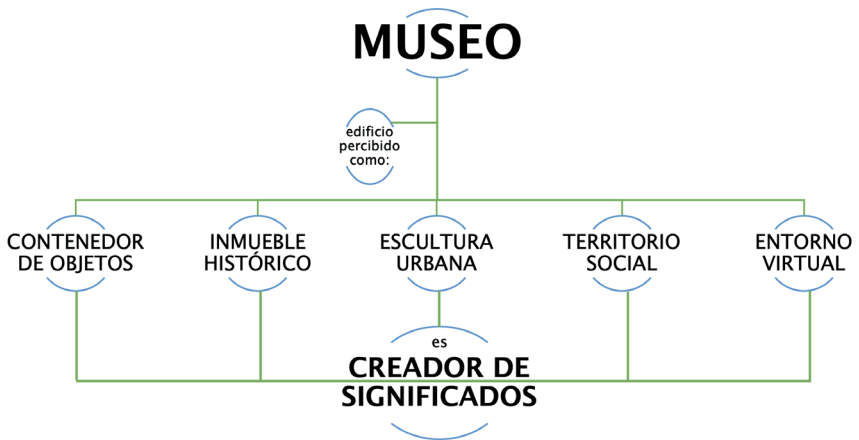 MUSEO
edificio
percibido
como:
CONTENEDOR
DE OBJETOS
INMUEBLE
HISTÓRICO
ESCULTURA
URBANA
TERRITORIO
SOCIAL
ENTORNO
VIRTUAL
es
CREADOR DE
SIGNIFICADOS